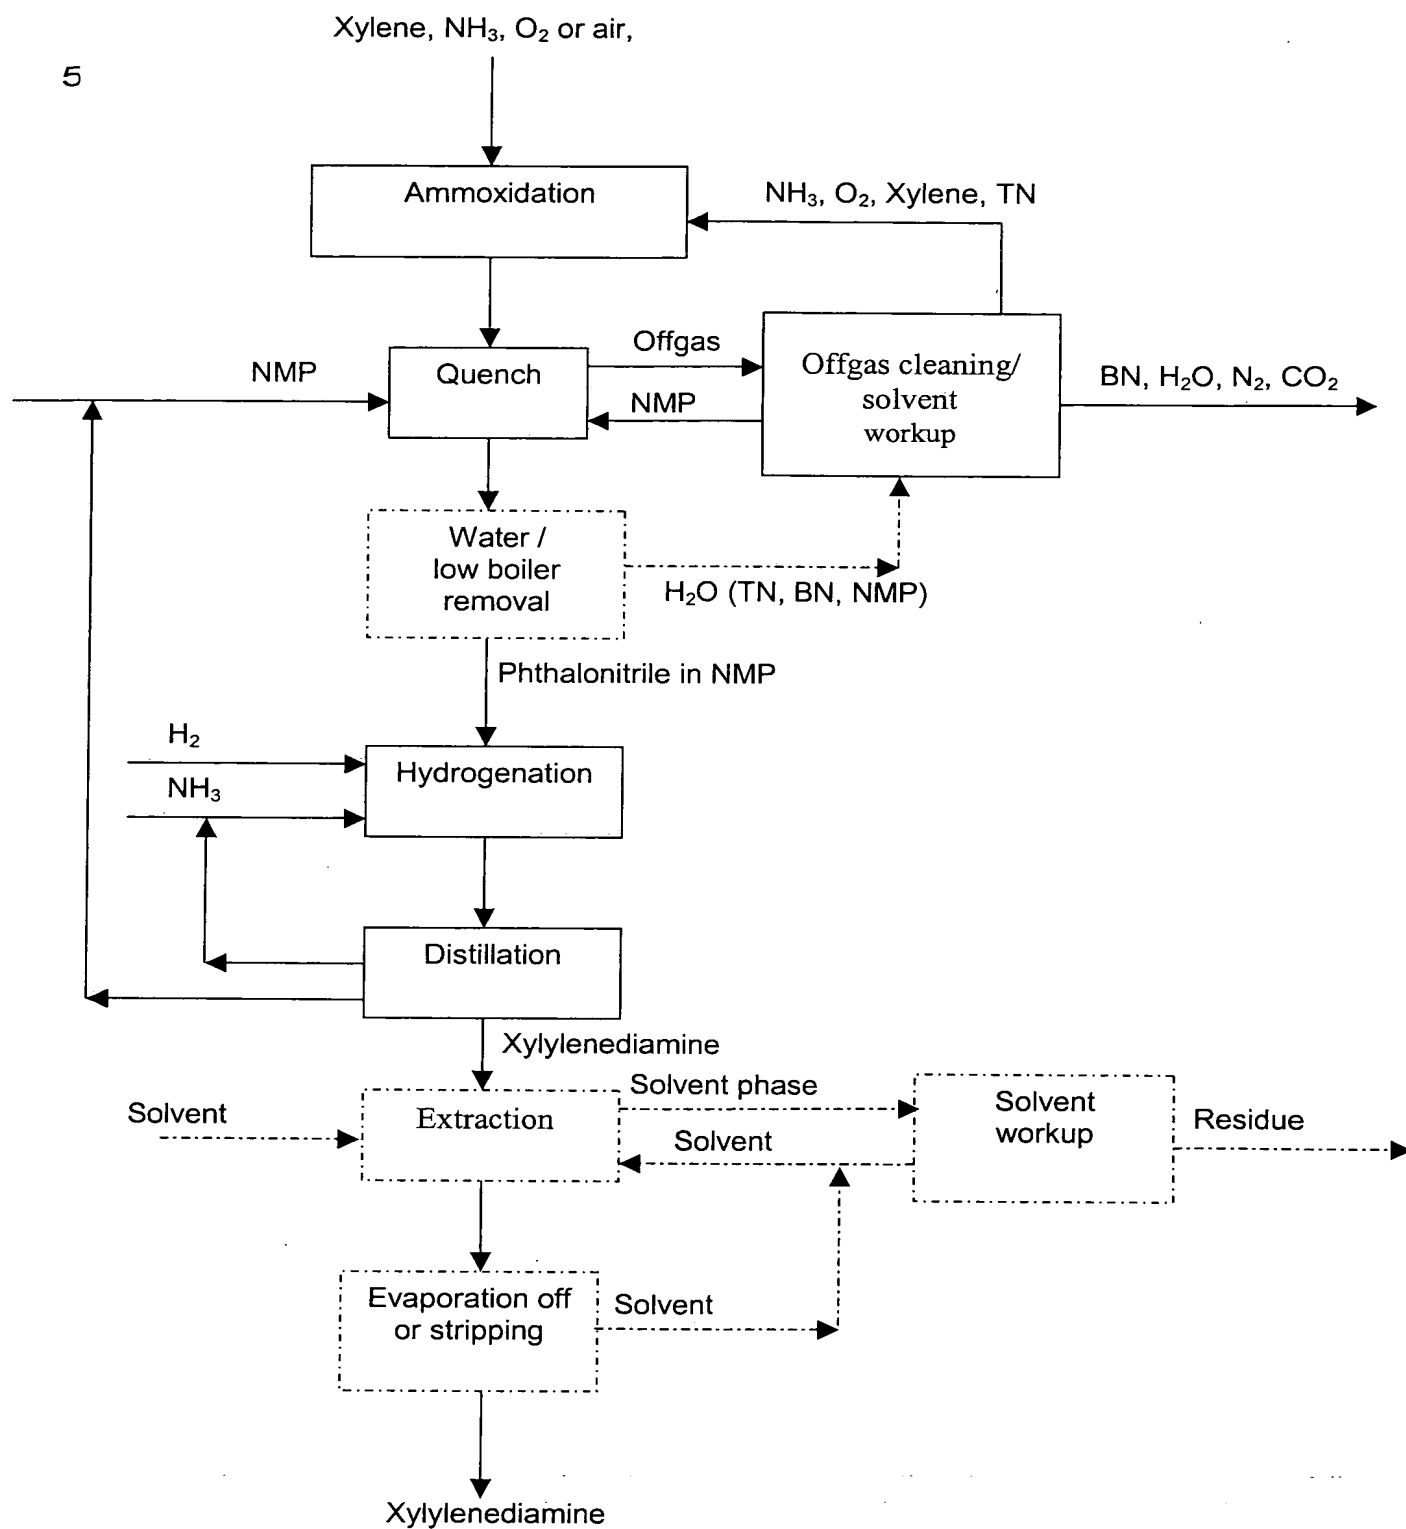 Xylene, NH₃, O₂ or air,
5
Ammoxidation
NH₃, O₂, Xylene, TN
Offgas
Offgas cleaning/
solvent
workup
NMP
Quench
NMP
BN, H₂O, N₂, CO₂
Water /
low boiler
removal
H₂O (TN, BN, NMP)
Phthalonitrile in NMP
H₂
Hydrogenation
NH₃
Distillation
Xylylenediamine
Solvent phase
Solvent
Extraction
Solvent
Solvent
workup
Residue
Evaporation off
or stripping
Solvent
Xylylenediamine